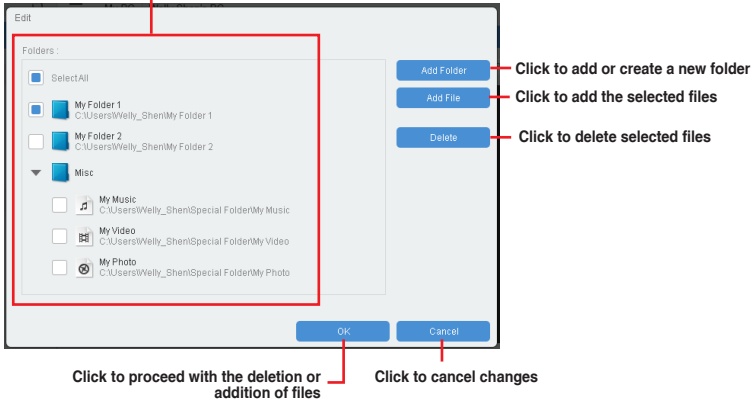 Edit
Folders :
SelectAll
Add Folder
Click to add or create a new folder
Add File
Click to add the selected files
My Folder 1
C:\Users\Welly_Shen\My Folder 1
My Folder 2
C:\Users\Welly_Shen\My Folder 2
Delete
Click to delete selected files
Misc
My Music
C:\Users\Welly_Shen\Special Folder\My Music
My Video
C:\Users\Welly_Shen\Special Folder\My Video
My Photo
C:\Users\Welly_Shen\Special Folder\My Photo
OK
Cancel
Click to proceed with the deletion or
addition of files
Click to cancel changes